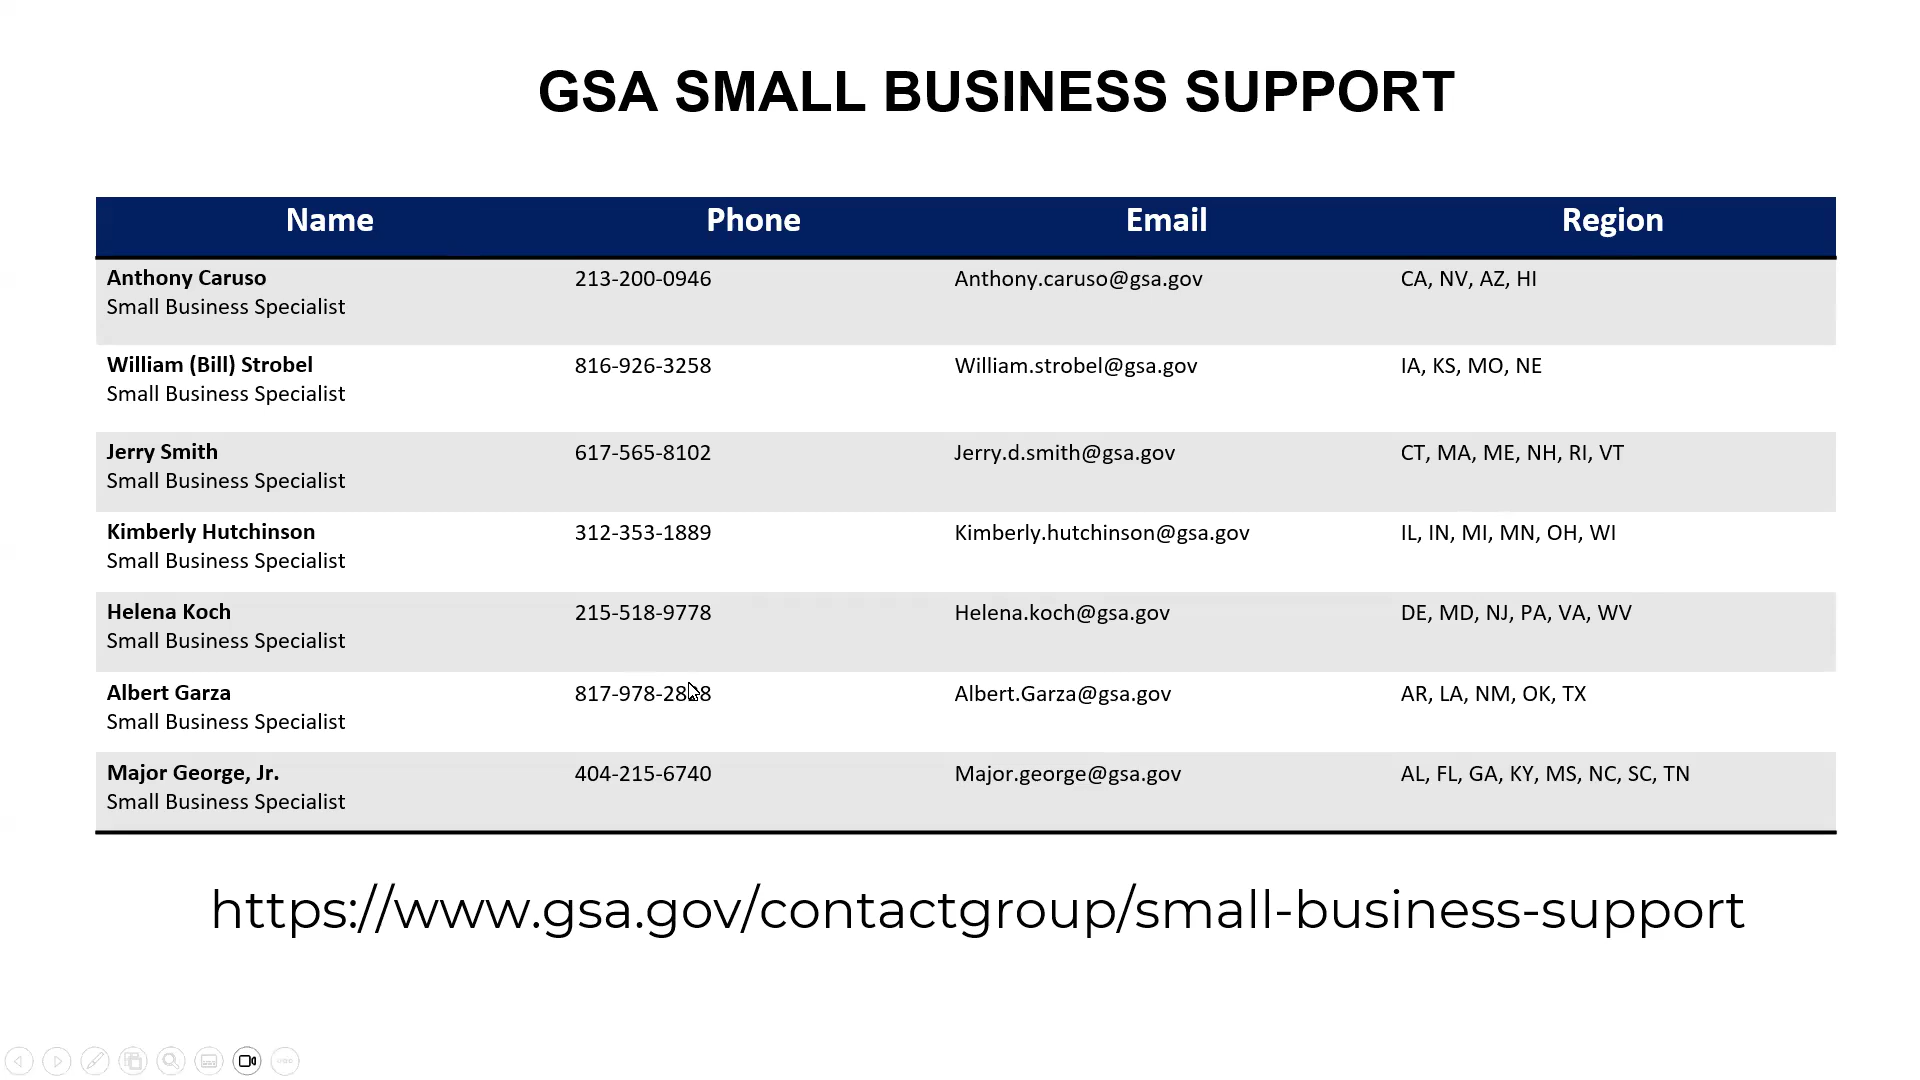 GSA SMALL BUSINESS SUPPORT
Name Phone Email Region
Anthony Caruso 213-200-0946 Anthony.caruso@gsa.gov CA, NV, AZ, HI
Small Business Specialist
William (Bill) Strobel 816-926-3258 William.strobel@gsa.gov IA, KS, MO, NE
Small Business Specialist
Jerry Smith 617-565-8102 Jerry.d.smith@gsa.gov CT, MA, ME, NH, RI, VT
Small Business Specialist
Kimberly Hutchinson 312-353-1889 Kimberly.hutchinson@gsa.gov IL, IN, MI, MN, OH, WI
Small Business Specialist
Helena Koch 215-518-9778 Helena.koch@gsa.gov DE, MD, NJ, PA, VA, WV
Small Business Specialist
Albert Garza Albert.Garza@gsa.gov AR, LA, NM, OK, TX
Small Business Specialist
Major George, Jr. 404-215-6740 Major.george@gsa.gov AL, FL, GA, KY, MS, NC, SC, TN
Small Business Specialist
https://www.gsa.gov/contactgroup/small-business-support